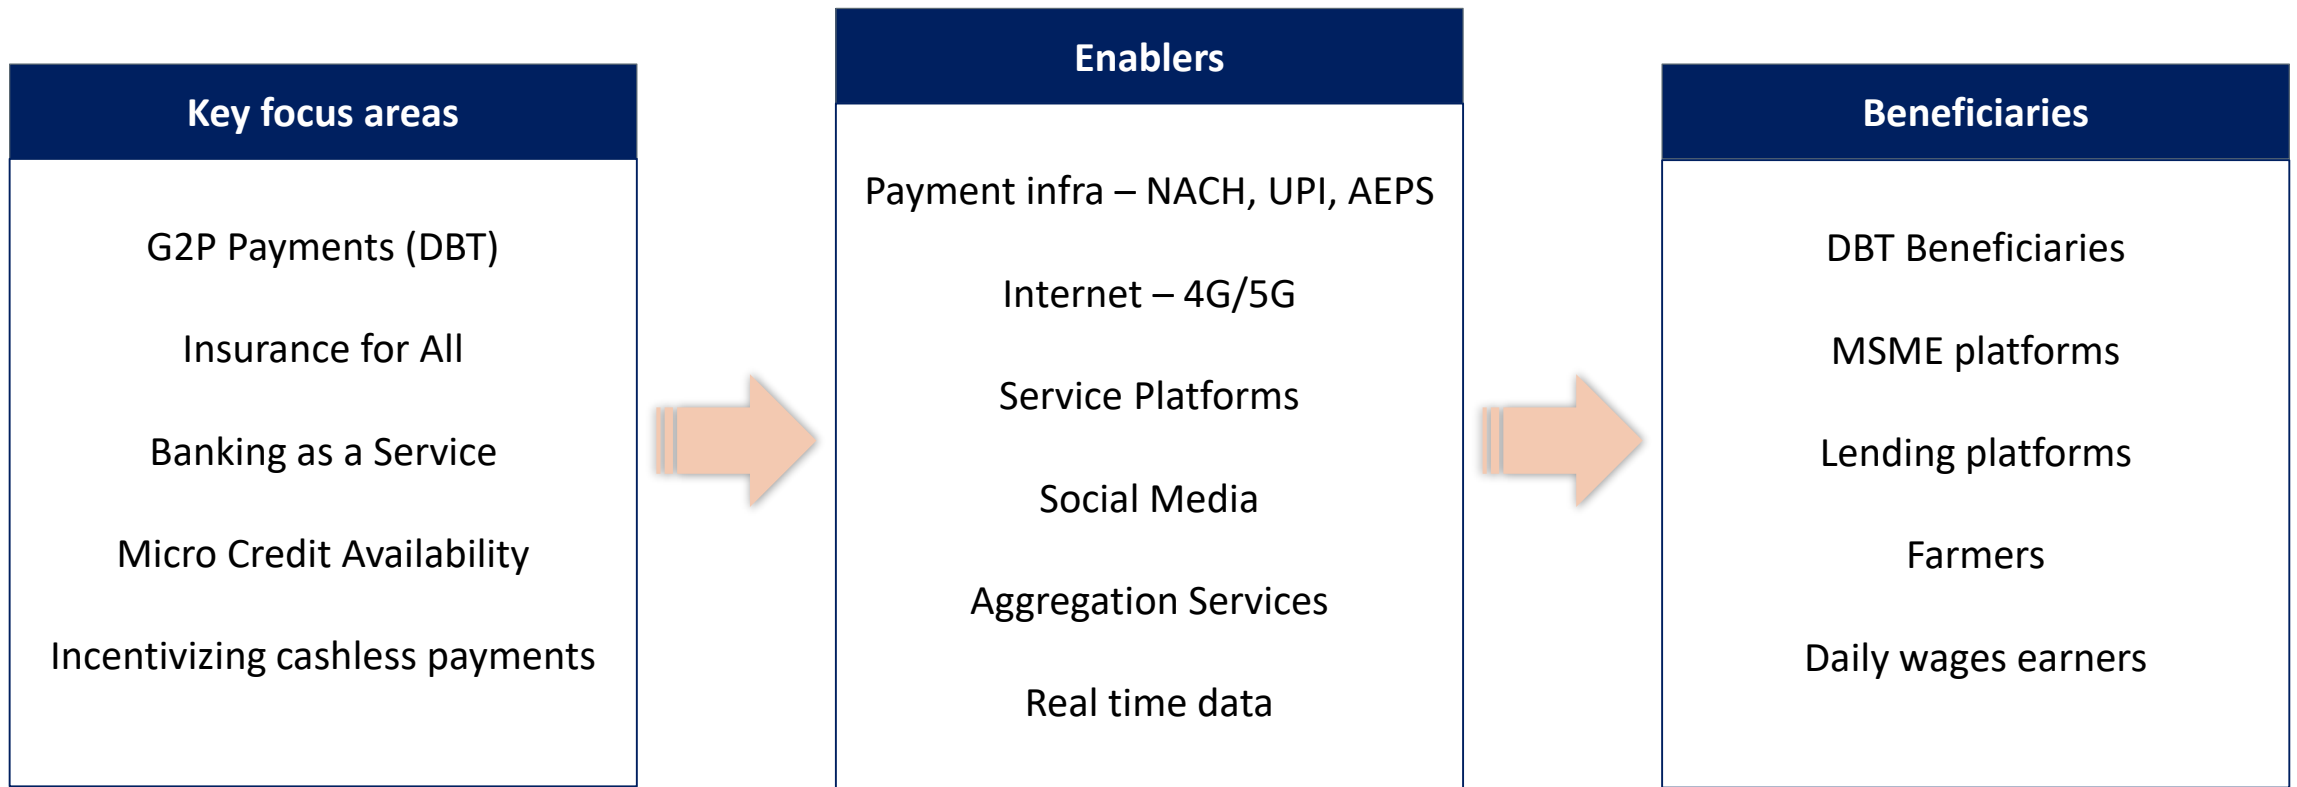 Key focus areas
G2P Payments (DBT)
Insurance for All
Banking as a Service
Micro Credit Availability
Incentivizing cashless payments
Enablers
Payment infra – NACH, UPI, AEPS
Internet – 4G/5G
Service Platforms
Social Media
Aggregation Services
Real time data
Beneficiaries
DBT Beneficiaries
MSME platforms
Lending platforms
Farmers
Daily wages earners